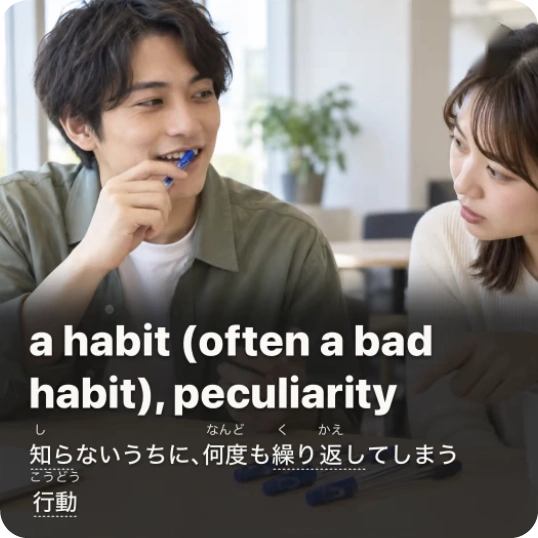 a habit (often a bad
habit), peculiarity
し なんど く かえ
知らないうちに、何度も繰り返してしまう
こうどう
行動